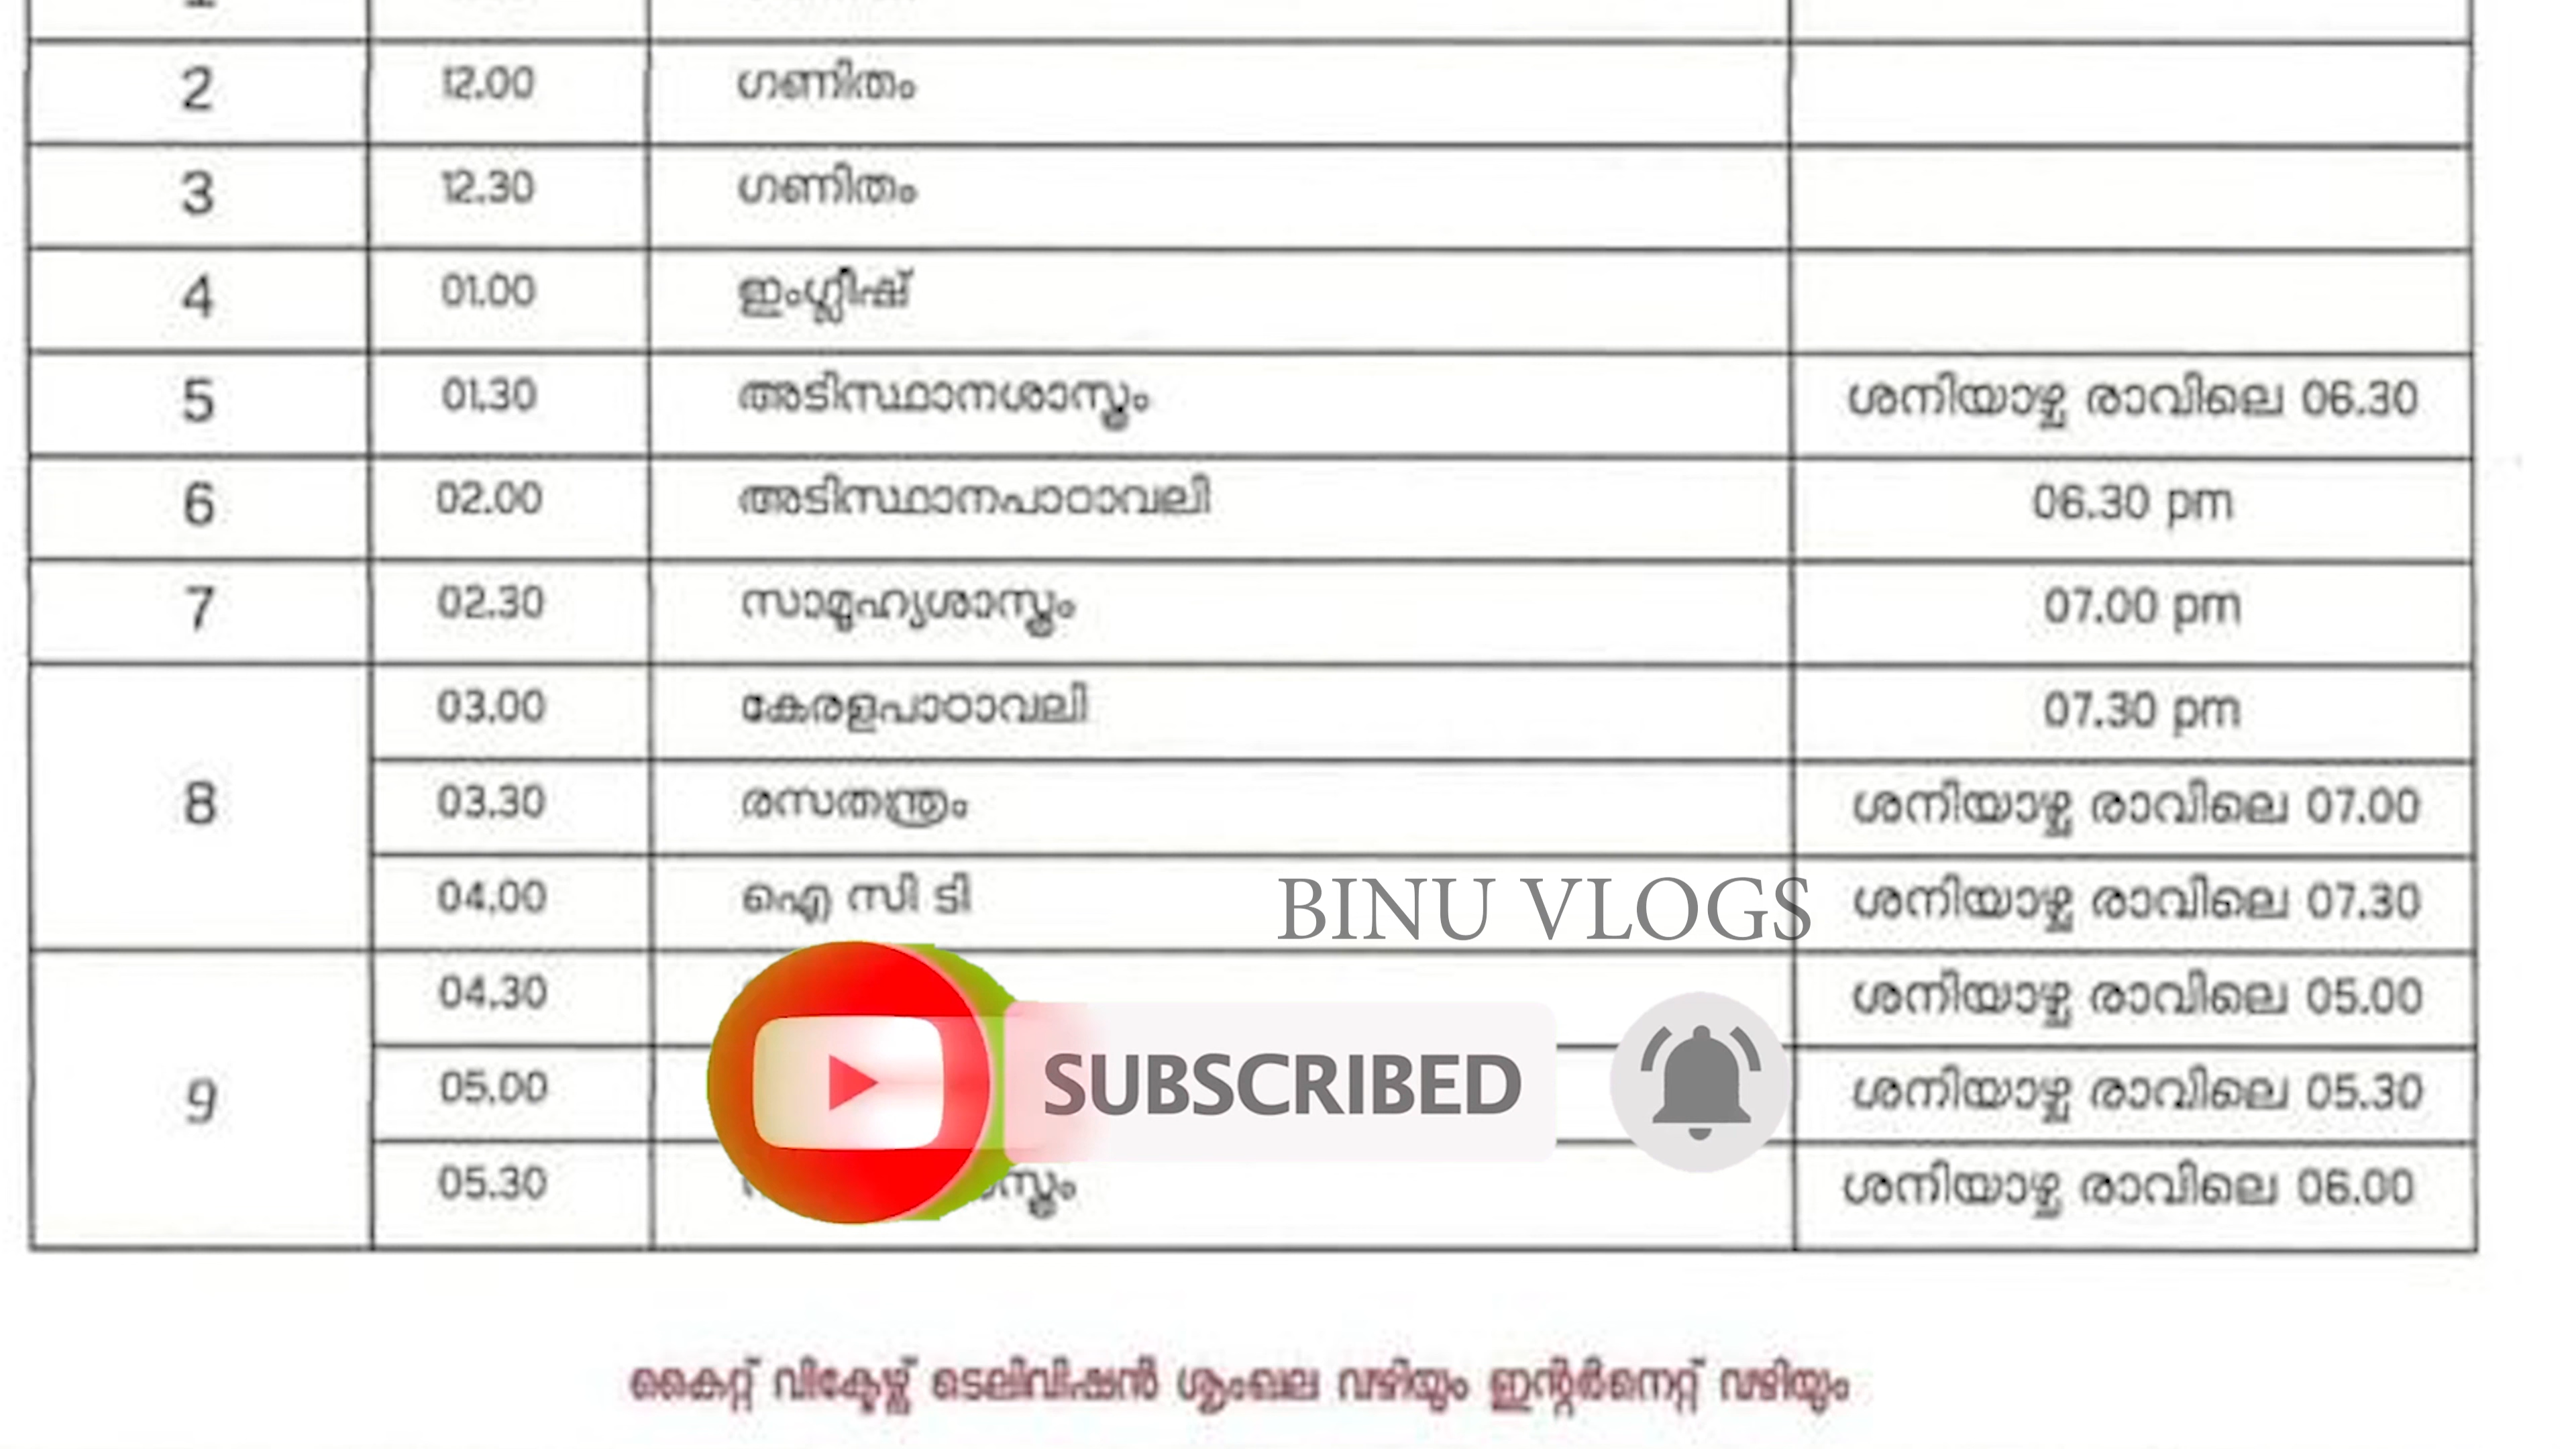 2 12.00 ഗണിതം
3 12.30 ഗണിതം
4 01.00 ഇംഗ്ലീഷ്
5 01.30 അടിസ്ഥാനശാസ്ത്രം ശനിയാഴ്ച രാവിലെ 06.30
6 02.00 അടിസ്ഥാനപാഠാവലി 06.30 pm
7 02.30 സാമൂഹ്യശാസ്ത്രം 07.00 pm
03.00 കേരളപാഠാവലി 07.30 pm
8 03.30 രസതന്ത്രം ശനിയാഴ്ച രാവിലെ 07.00
04.00 ഐ സി ടി ശനിയാഴ്ച രാവിലെ 07.30
BINU VLOGS
04.30 ശനിയാഴ്ച രാവിലെ 05.00
9 05.00 ശനിയാഴ്ച രാവിലെ 05.30
SUBSCRIBED
05.30 ശനിയാഴ്ച രാവിലെ 06.00
കൈറ്റ് വിക്ടേഴ്സ് ടെലിവിഷൻ ശൃംഖല വഴിയും ഇന്റർനെറ്റ് വഴിയും